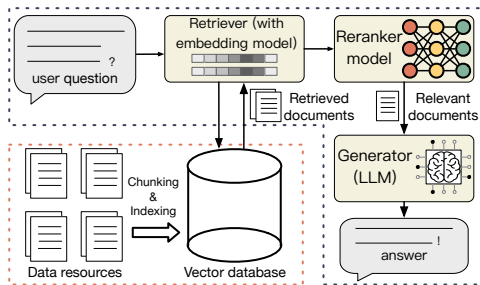 ?
user question
Retriever (with
embedding model)
Reranker
model
Retrieved
documents
Relevant
documents
Generator
(LLM)
Chunking
&
Indexing
Data resources
Vector database
!
answer